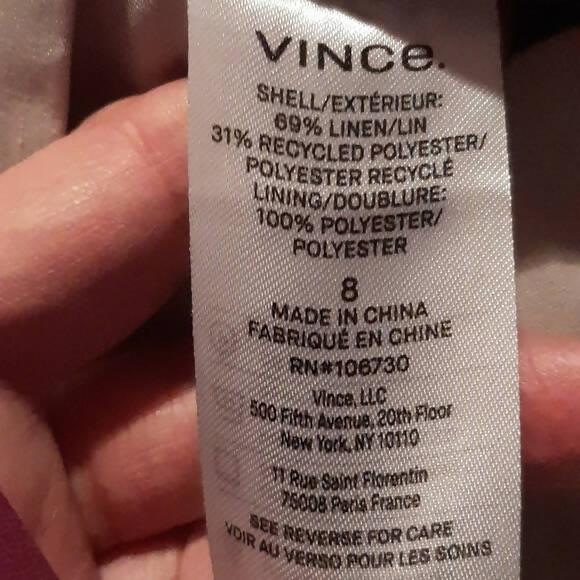 VINCe.
SHELL/EXTÉRIEUR:
69% LINEN/LIN
31% RECYCLED POLYESTER/
POLYESTER RECYCLÉ
LINING/DOUBLURE:
100% POLYESTER/
POLYESTER
8
MADE IN CHINA
FABRIQUÉ EN CHINE
RN#106730
Vince, LLC
500 Fifth Avenue, 20th Floor
New York, NY 10110
11 Rue Saint Florentin
75008 Paris France
SEE REVERSE FOR CARE
VOIR AU VERSO POUR LES SOINS